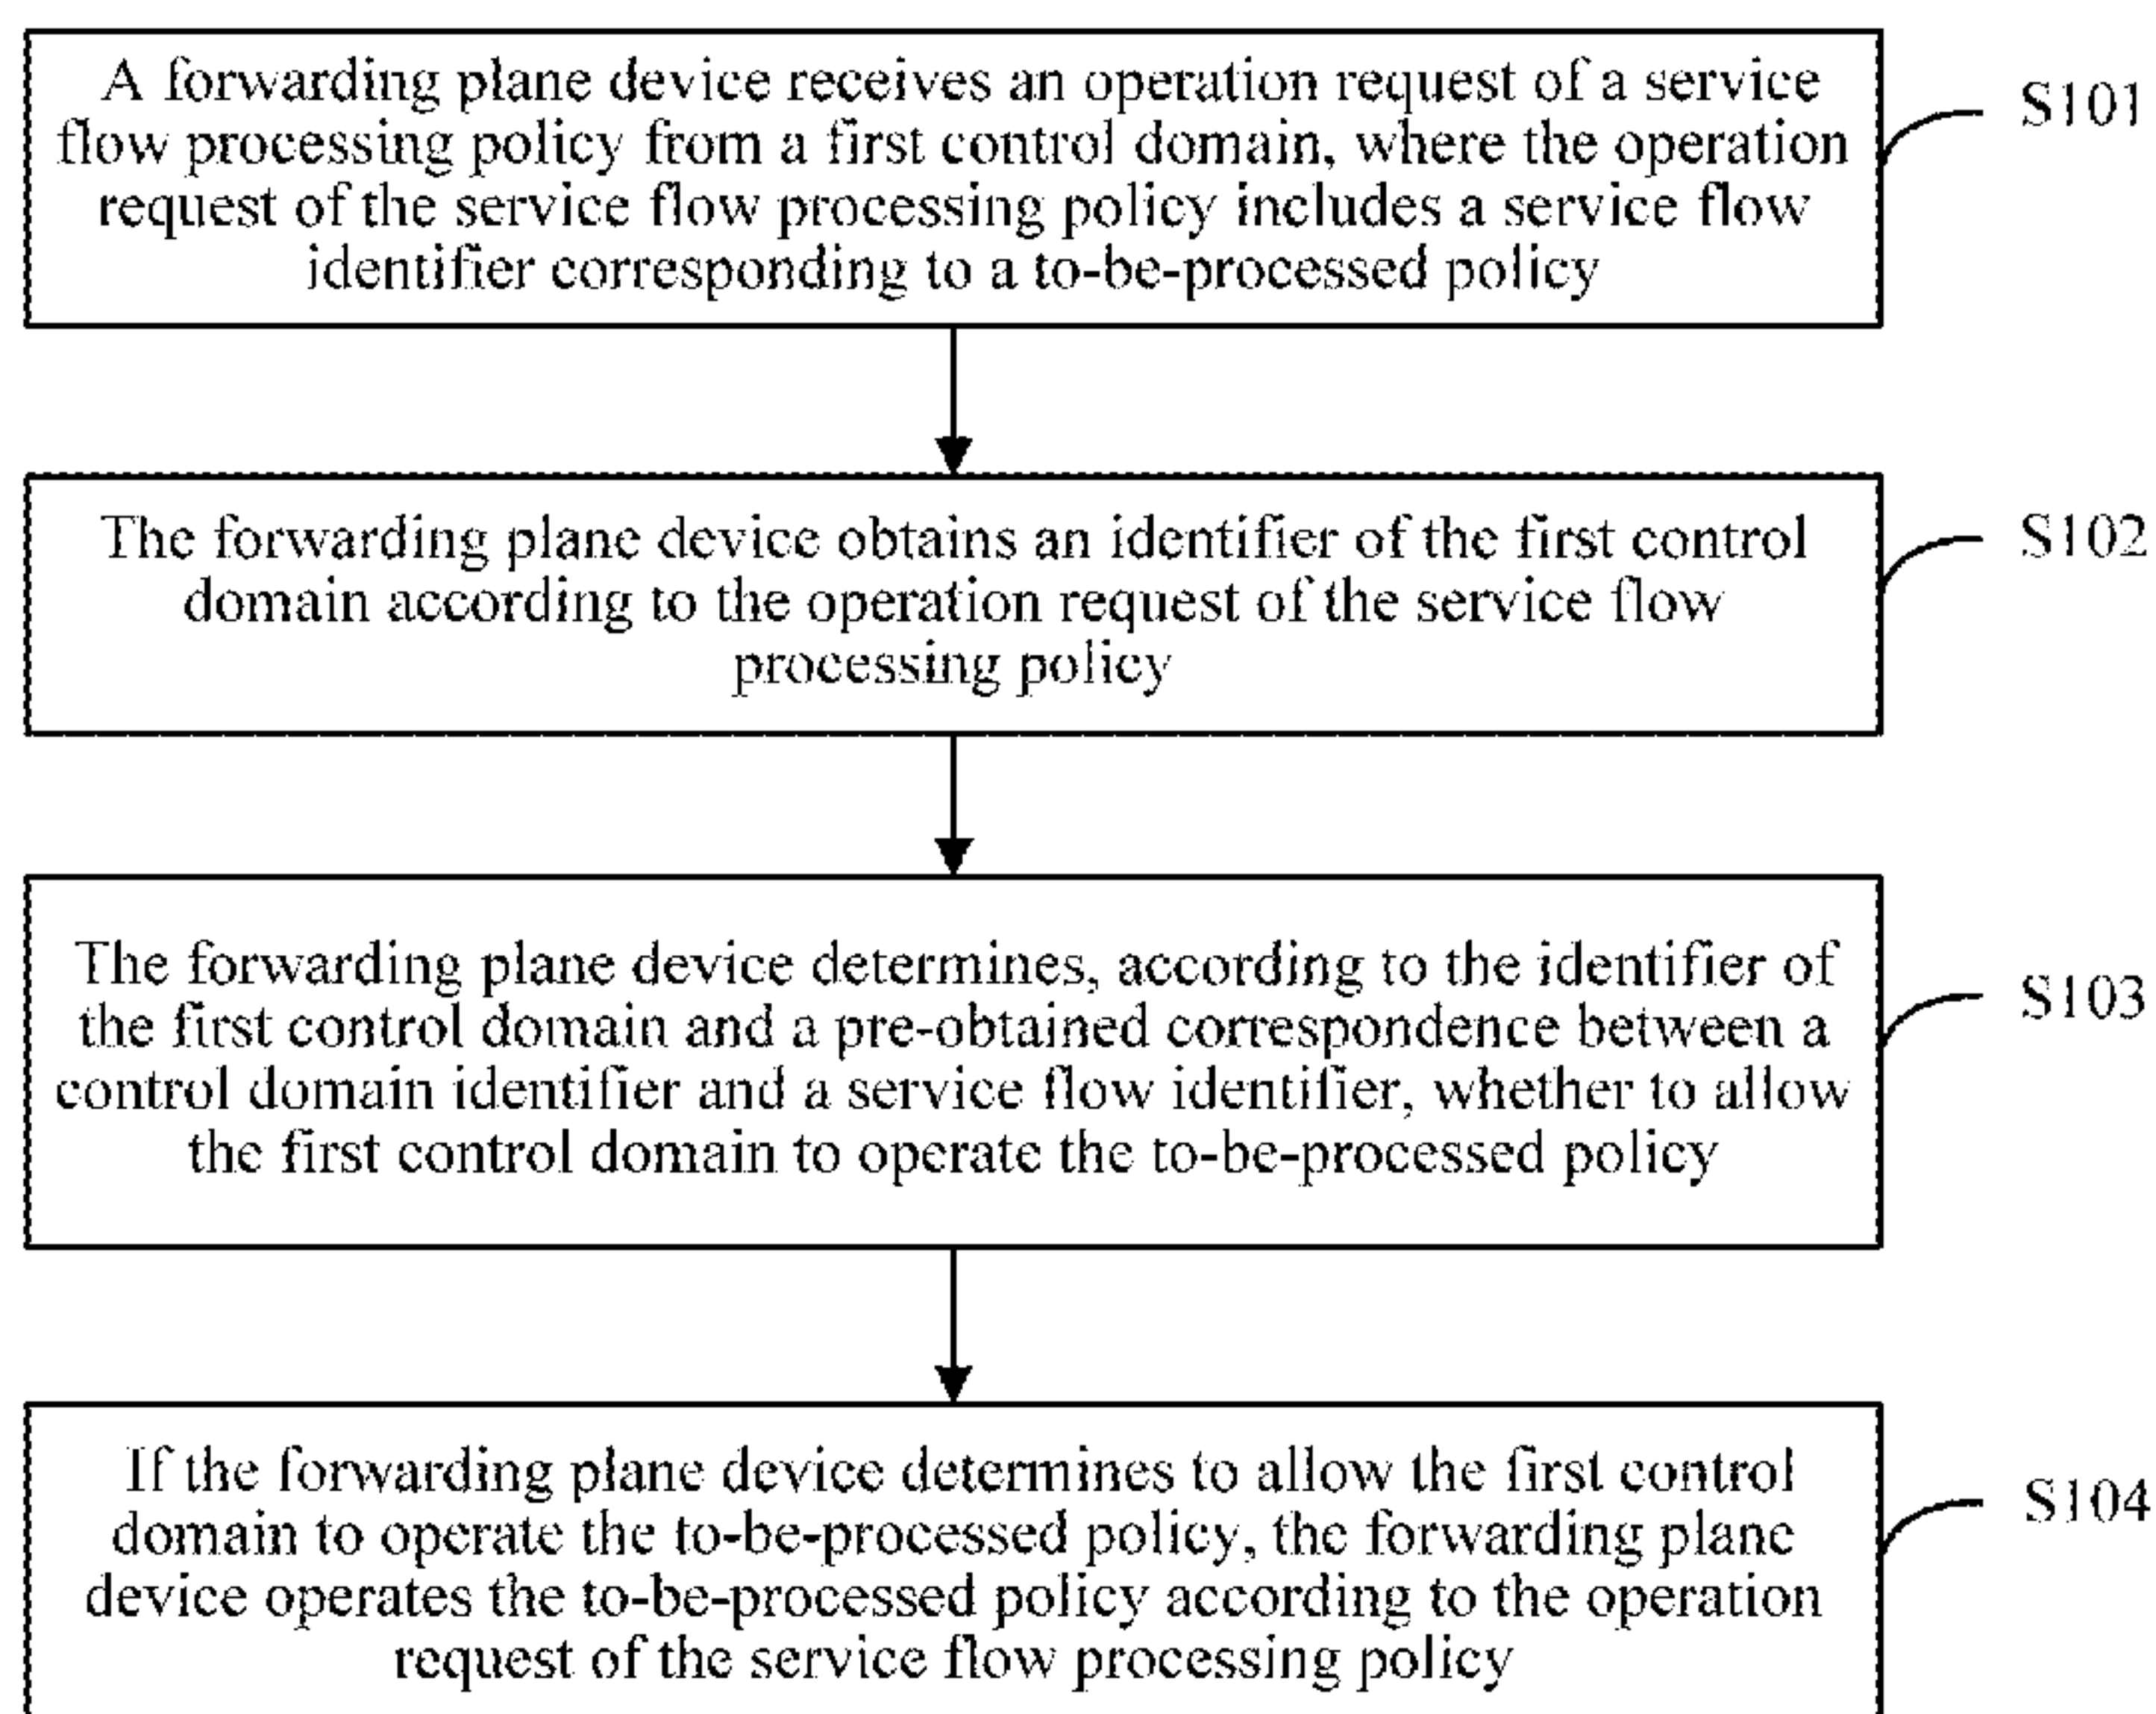 A forwarding plane device receives an operation request of a service
flow processing policy from a first control domain, where the operation
request of the service flow processing policy includes a service flow
identifier corresponding to a to-be-processed policy
S101
The forwarding plane device obtains an identifier of the first control
domain according to the operation request of the service flow
processing policy
S102
The forwarding plane device determines, according to the identifier of
the first control domain and a pre-obtained correspondence between a
control domain identifier and a service flow identifier, whether to allow
the first control domain to operate the to-be-processed policy
S103
If the forwarding plane device determines to allow the first control
domain to operate the to-be-processed policy, the forwarding plane
device operates the to-be-processed policy according to the operation
request of the service flow processing policy
S104